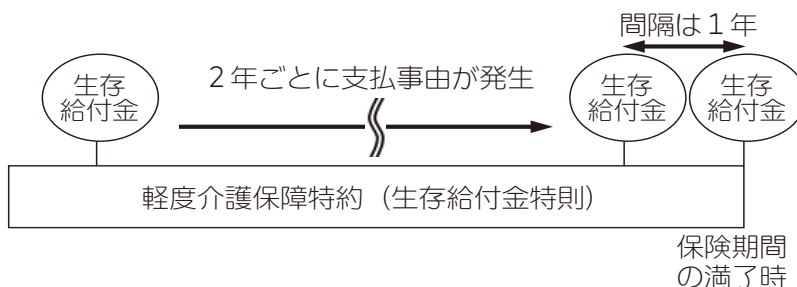 間隔は1年
生存
給付金
2年ごとに支払事由が発生
生存
給付金
生存
給付金
軽度介護保障特約（生存給付金特則）
保険期間
の満了時